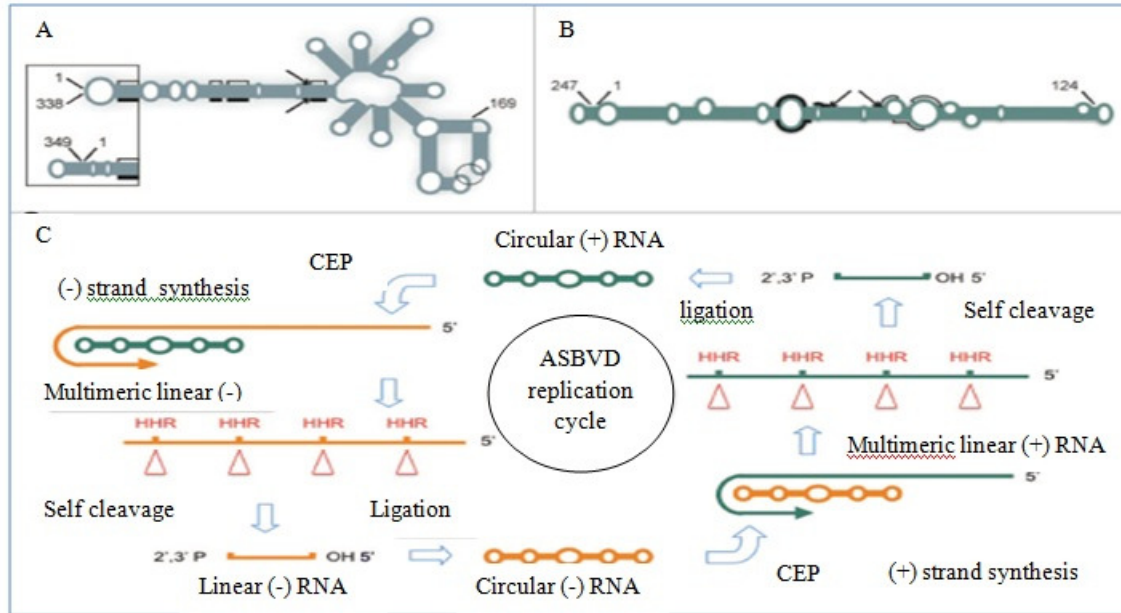 A
1
338
349
1
169
B
247
1
124
C
CEP
Circular (+) RNA
2',3' P
OH 5'
(-) strand synthesis
5'
ligation
Self cleavage
ASBVD
replication
cycle
HHR HHR HHR HHR
5'
Multimeric linear (-)
HHR HHR HHR HHR
5'
Multimeric linear (+) RNA
5'
Self cleavage
Ligation
2',3' P
OH 5'
Linear (-) RNA
Circular (-) RNA
CEP
(+) strand synthesis